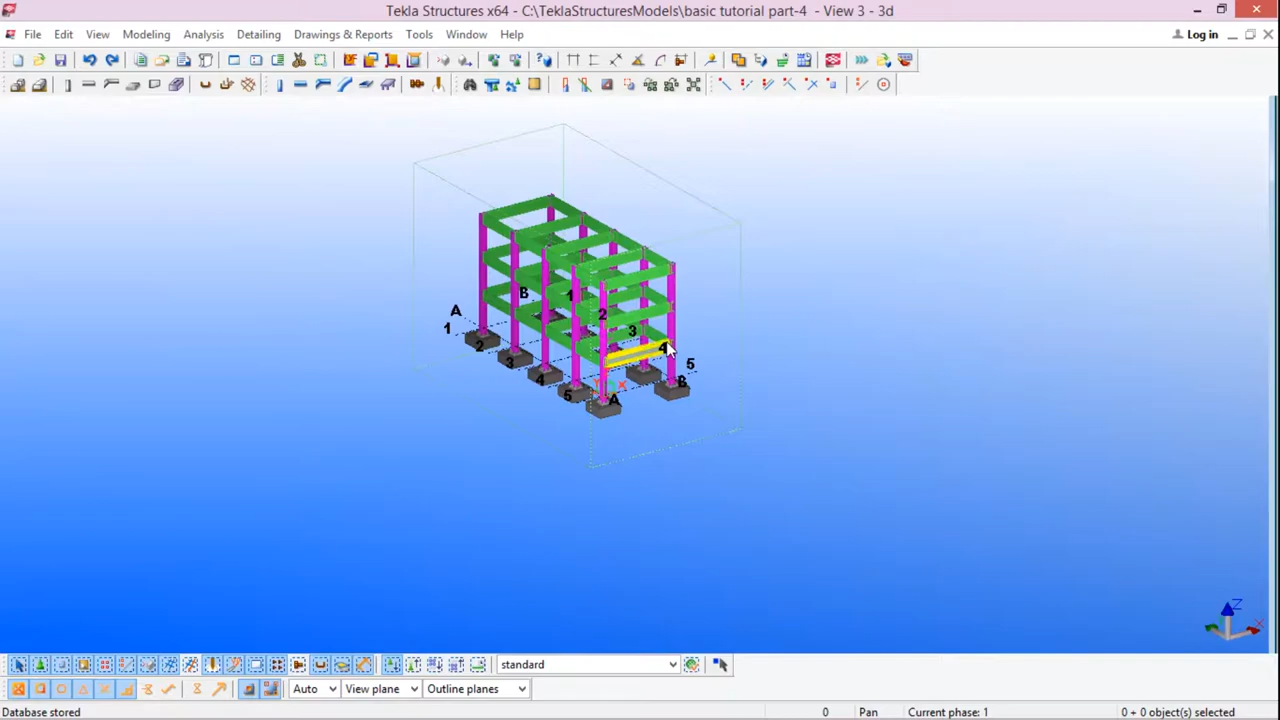 Tekla Structures x64 - C:\TeklaStructuresModels\basic tutorial part-4 - View 3 - 3d
File Edit View Modeling Analysis Detailing Drawings & Reports Tools Window Help Log in
B 1
A
1 2
2 3
3 4 5
4 B
5 A
Z
X
standard
Auto View plane Outline planes
Database stored 0 Pan Current phase: 1 0 + 0 object(s) selected